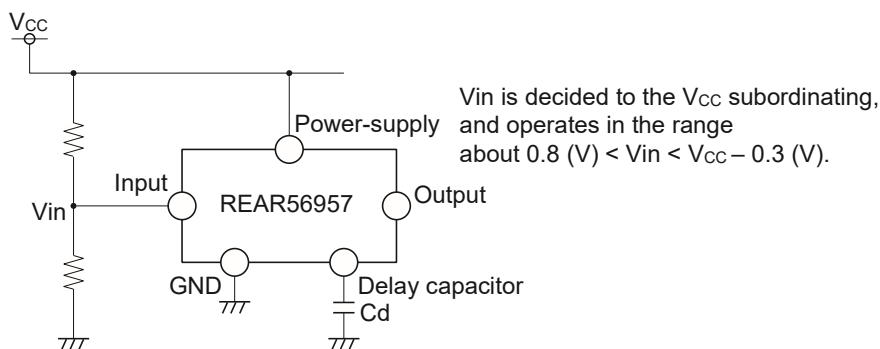 VCC
Vin is decided to the VCC subordinating,
and operates in the range
about 0.8 (V) < Vin < VCC – 0.3 (V).
Power-supply
Input
REAR56957
Output
Vin
GND
Delay capacitor
Cd